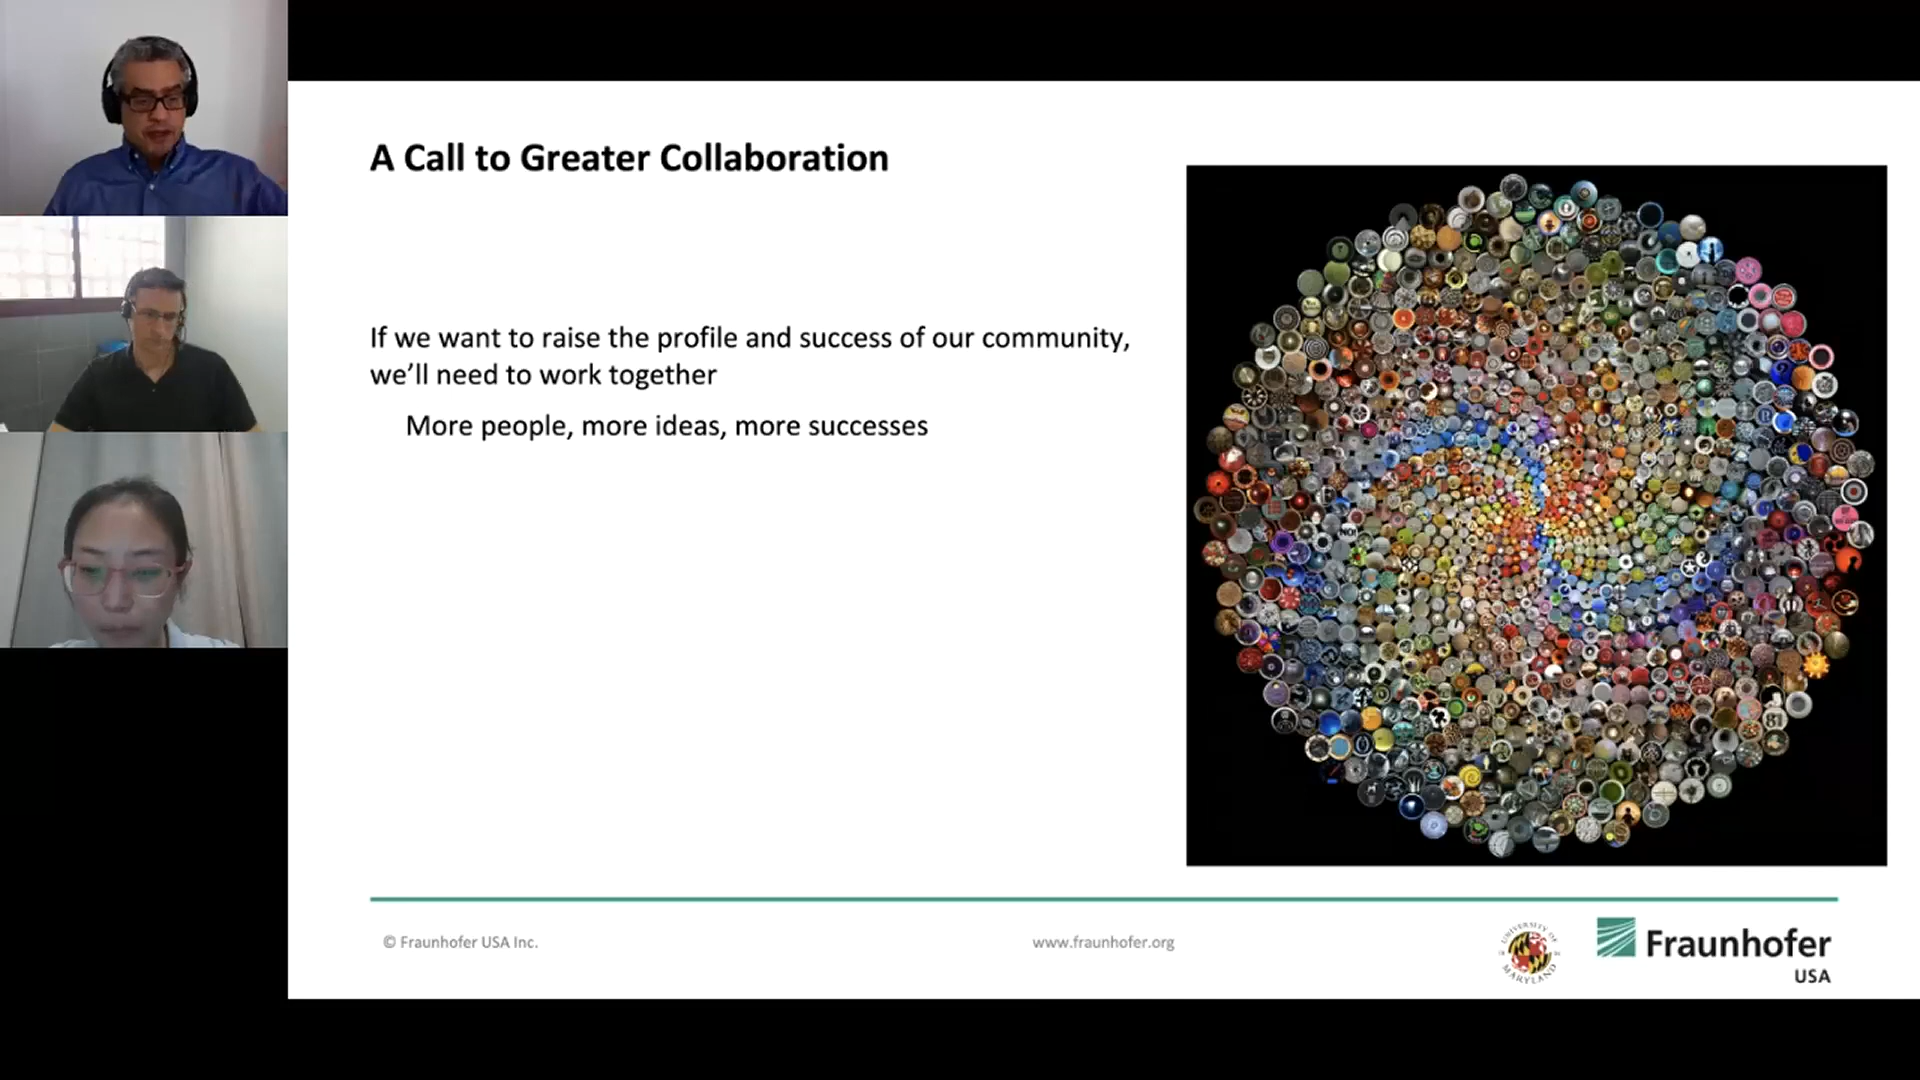 A Call to Greater Collaboration
If we want to raise the profile and success of our community,
we’ll need to work together
More people, more ideas, more successes
NO!
81
© Fraunhofer USA Inc.
www.fraunhofer.org
UNIVERSITY OF
MARYLAND
Fraunhofer
USA